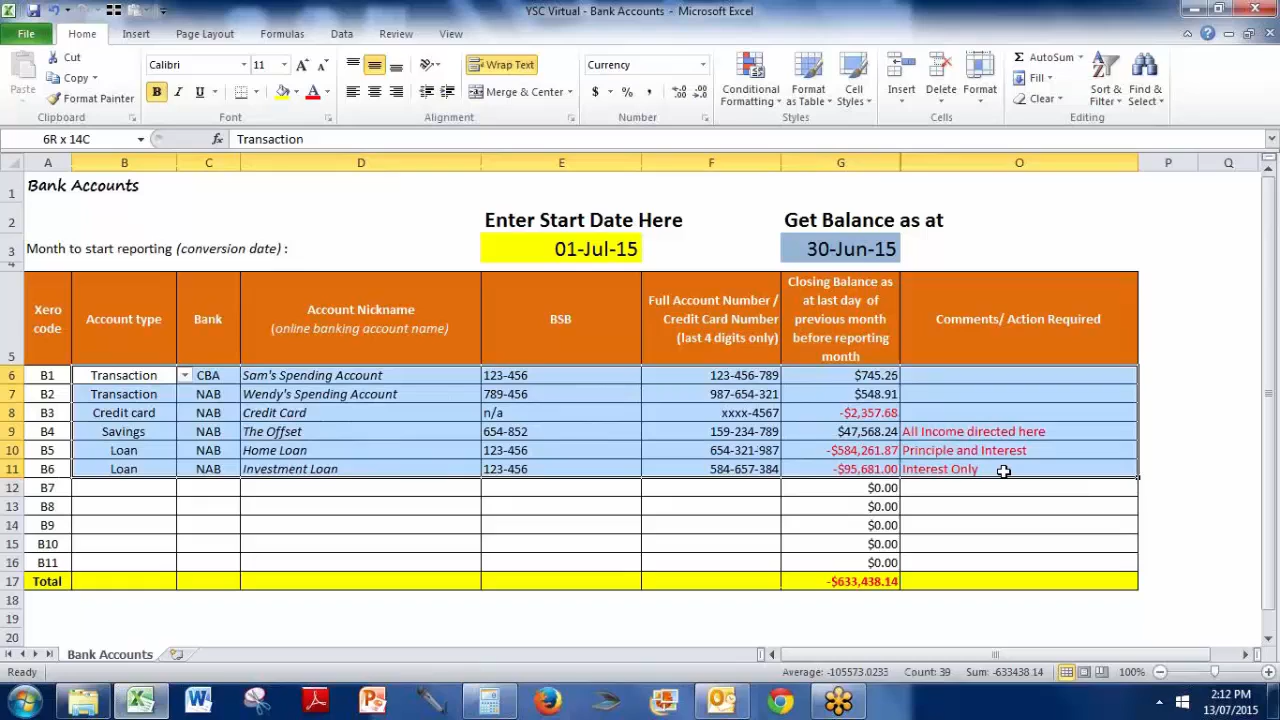 YSC Virtual - Bank Accounts - Microsoft Excel
File Home Insert Page Layout Formulas Data Review View
Cut
Copy
Format Painter
Paste
Clipboard
Calibri 11
B I U
Font
Wrap Text
Merge & Center
Alignment
Currency
$ % ,
Number
Conditional Formatting
Format as Table
Cell Styles
Styles
Insert Delete Format
Cells
AutoSum
Fill
Clear
Sort & Filter
Find & Select
Editing
6R x 14C fx Transaction
A B C D E F G O P Q
1 Bank Accounts
2 Enter Start Date Here Get Balance as at
3 Month to start reporting (conversion date) : 01-Jul-15 30-Jun-15
4
5 Xero code Account type Bank Account Nickname (online banking account name) BSB Full Account Number / Credit Card Number (last 4 digits only) Closing Balance as at last day of previous month before reporting month Comments/ Action Required
6 B1 Transaction CBA Sam's Spending Account 123-456 123-456-789 $745.26
7 B2 Transaction NAB Wendy's Spending Account 789-456 987-654-321 $548.91
8 B3 Credit card NAB Credit Card n/a xxxx-4567 -$2,357.68
9 B4 Savings NAB The Offset 654-852 159-234-789 $47,568.24 All Income directed here
10 B5 Loan NAB Home Loan 123-456 654-321-987 -$584,261.87 Principle and Interest
11 B6 Loan NAB Investment Loan 123-456 584-657-384 -$95,681.00 Interest Only
12 B7 $0.00
13 B8 $0.00
14 B9 $0.00
15 B10 $0.00
16 B11 $0.00
17 Total -$633,438.14
18
19
20
Bank Accounts
Ready Average: -105573.0233 Count: 39 Sum: -633438.14 100%
2:12 PM
13/07/2015